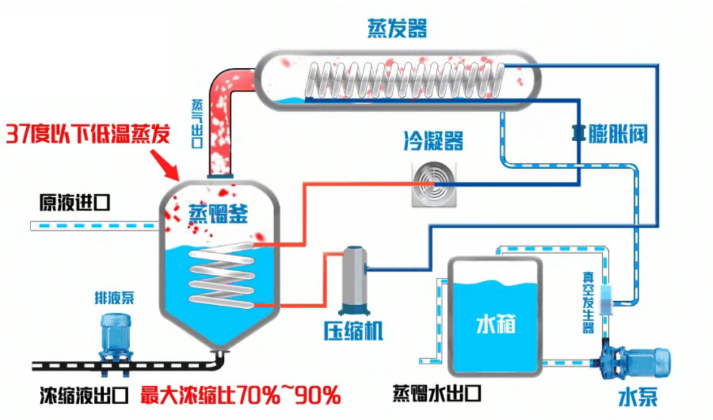 蒸发器
蒸气出口
37度以下低温蒸发
冷凝器
膨胀阀
原液进口
蒸馏釜
排液泵
压缩机
水箱
真空发生器
浓缩液出口
最大浓缩比70%~90%
蒸馏水出口
水泵